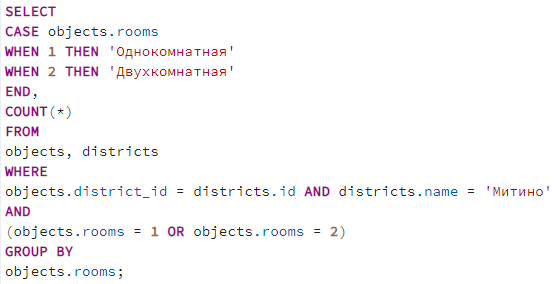 SELECT
CASE objects.rooms
WHEN 1 THEN 'Однокомнатная'
WHEN 2 THEN 'Двухкомнатная'
END,
COUNT(*)
FROM
objects, districts
WHERE
objects.district_id = districts.id AND districts.name = 'Митино'
AND
(objects.rooms = 1 OR objects.rooms = 2)
GROUP BY
objects.rooms;